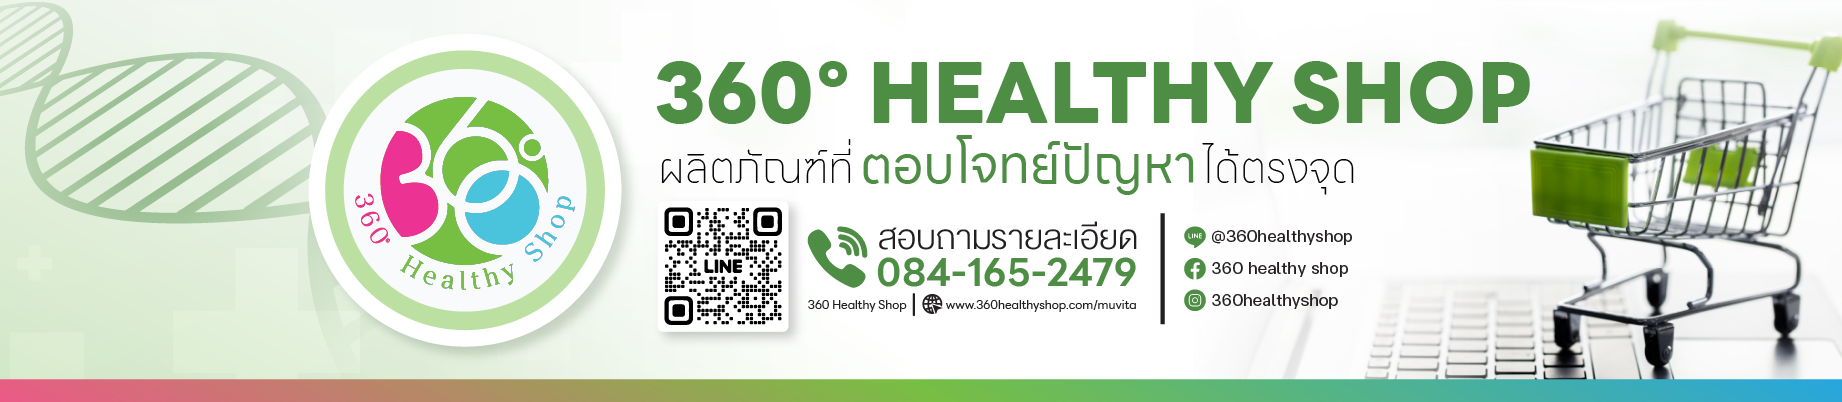 360° Healthy Shop
360° HEALTHY SHOP
ผลิตภัณฑ์ที่ ตอบโจทย์ปัญหา ได้ตรงจุด
LINE
สอบถามรายละเอียด
084-165-2479
360 Healthy Shop | www.360healthyshop.com/muvita
LINE @360healthyshop
360 healthy shop
360healthyshop